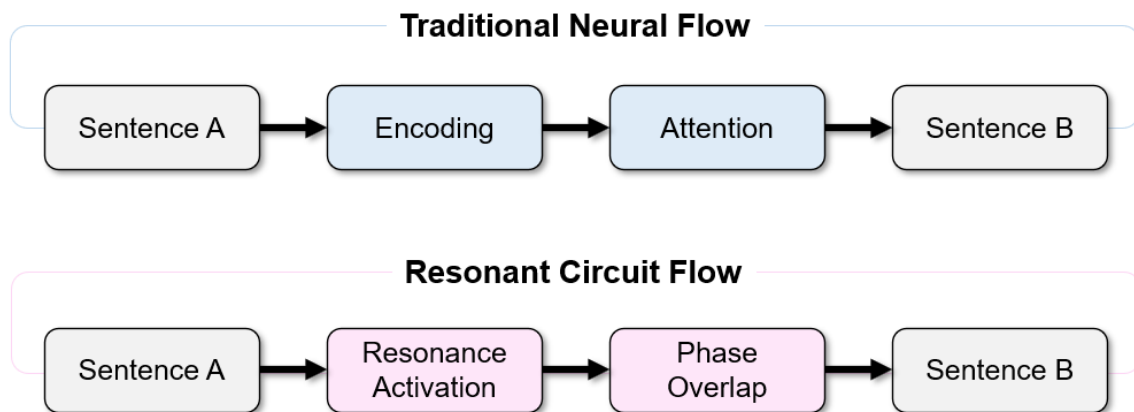 Traditional Neural Flow
Sentence A
Encoding
Attention
Sentence B
Resonant Circuit Flow
Sentence A
Resonance
Activation
Phase
Overlap
Sentence B